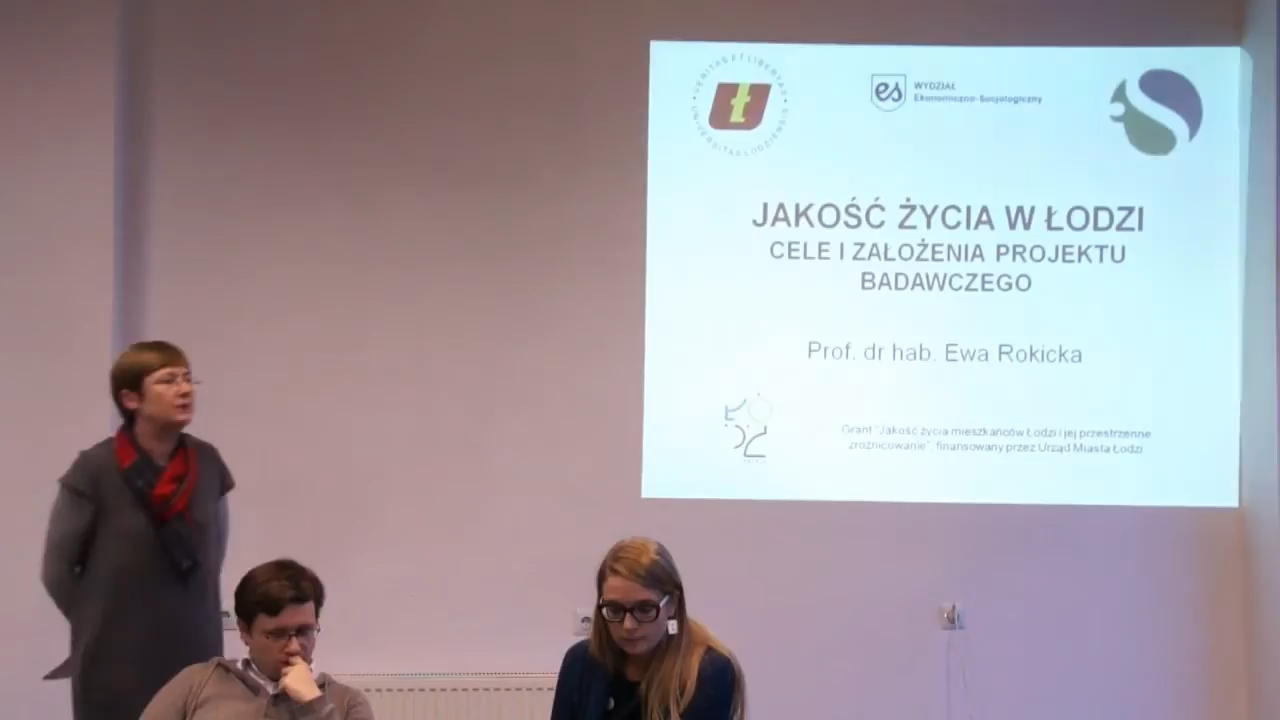 VERITAS ET LIBERTAS
UNIVERSITAS LODZIENSIS
Ł
es
WYDZIAŁ
Ekonomiczno-Socjologiczny
JAKOŚĆ ŻYCIA W ŁODZI
CELE I ZAŁOŻENIA PROJEKTU
BADAWCZEGO
Prof. dr hab. Ewa Rokicka
Grant "Jakość życia mieszkańców Łodzi i jej przestrzenne
zróżnicowanie", finansowany przez Urząd Miasta Łodzi